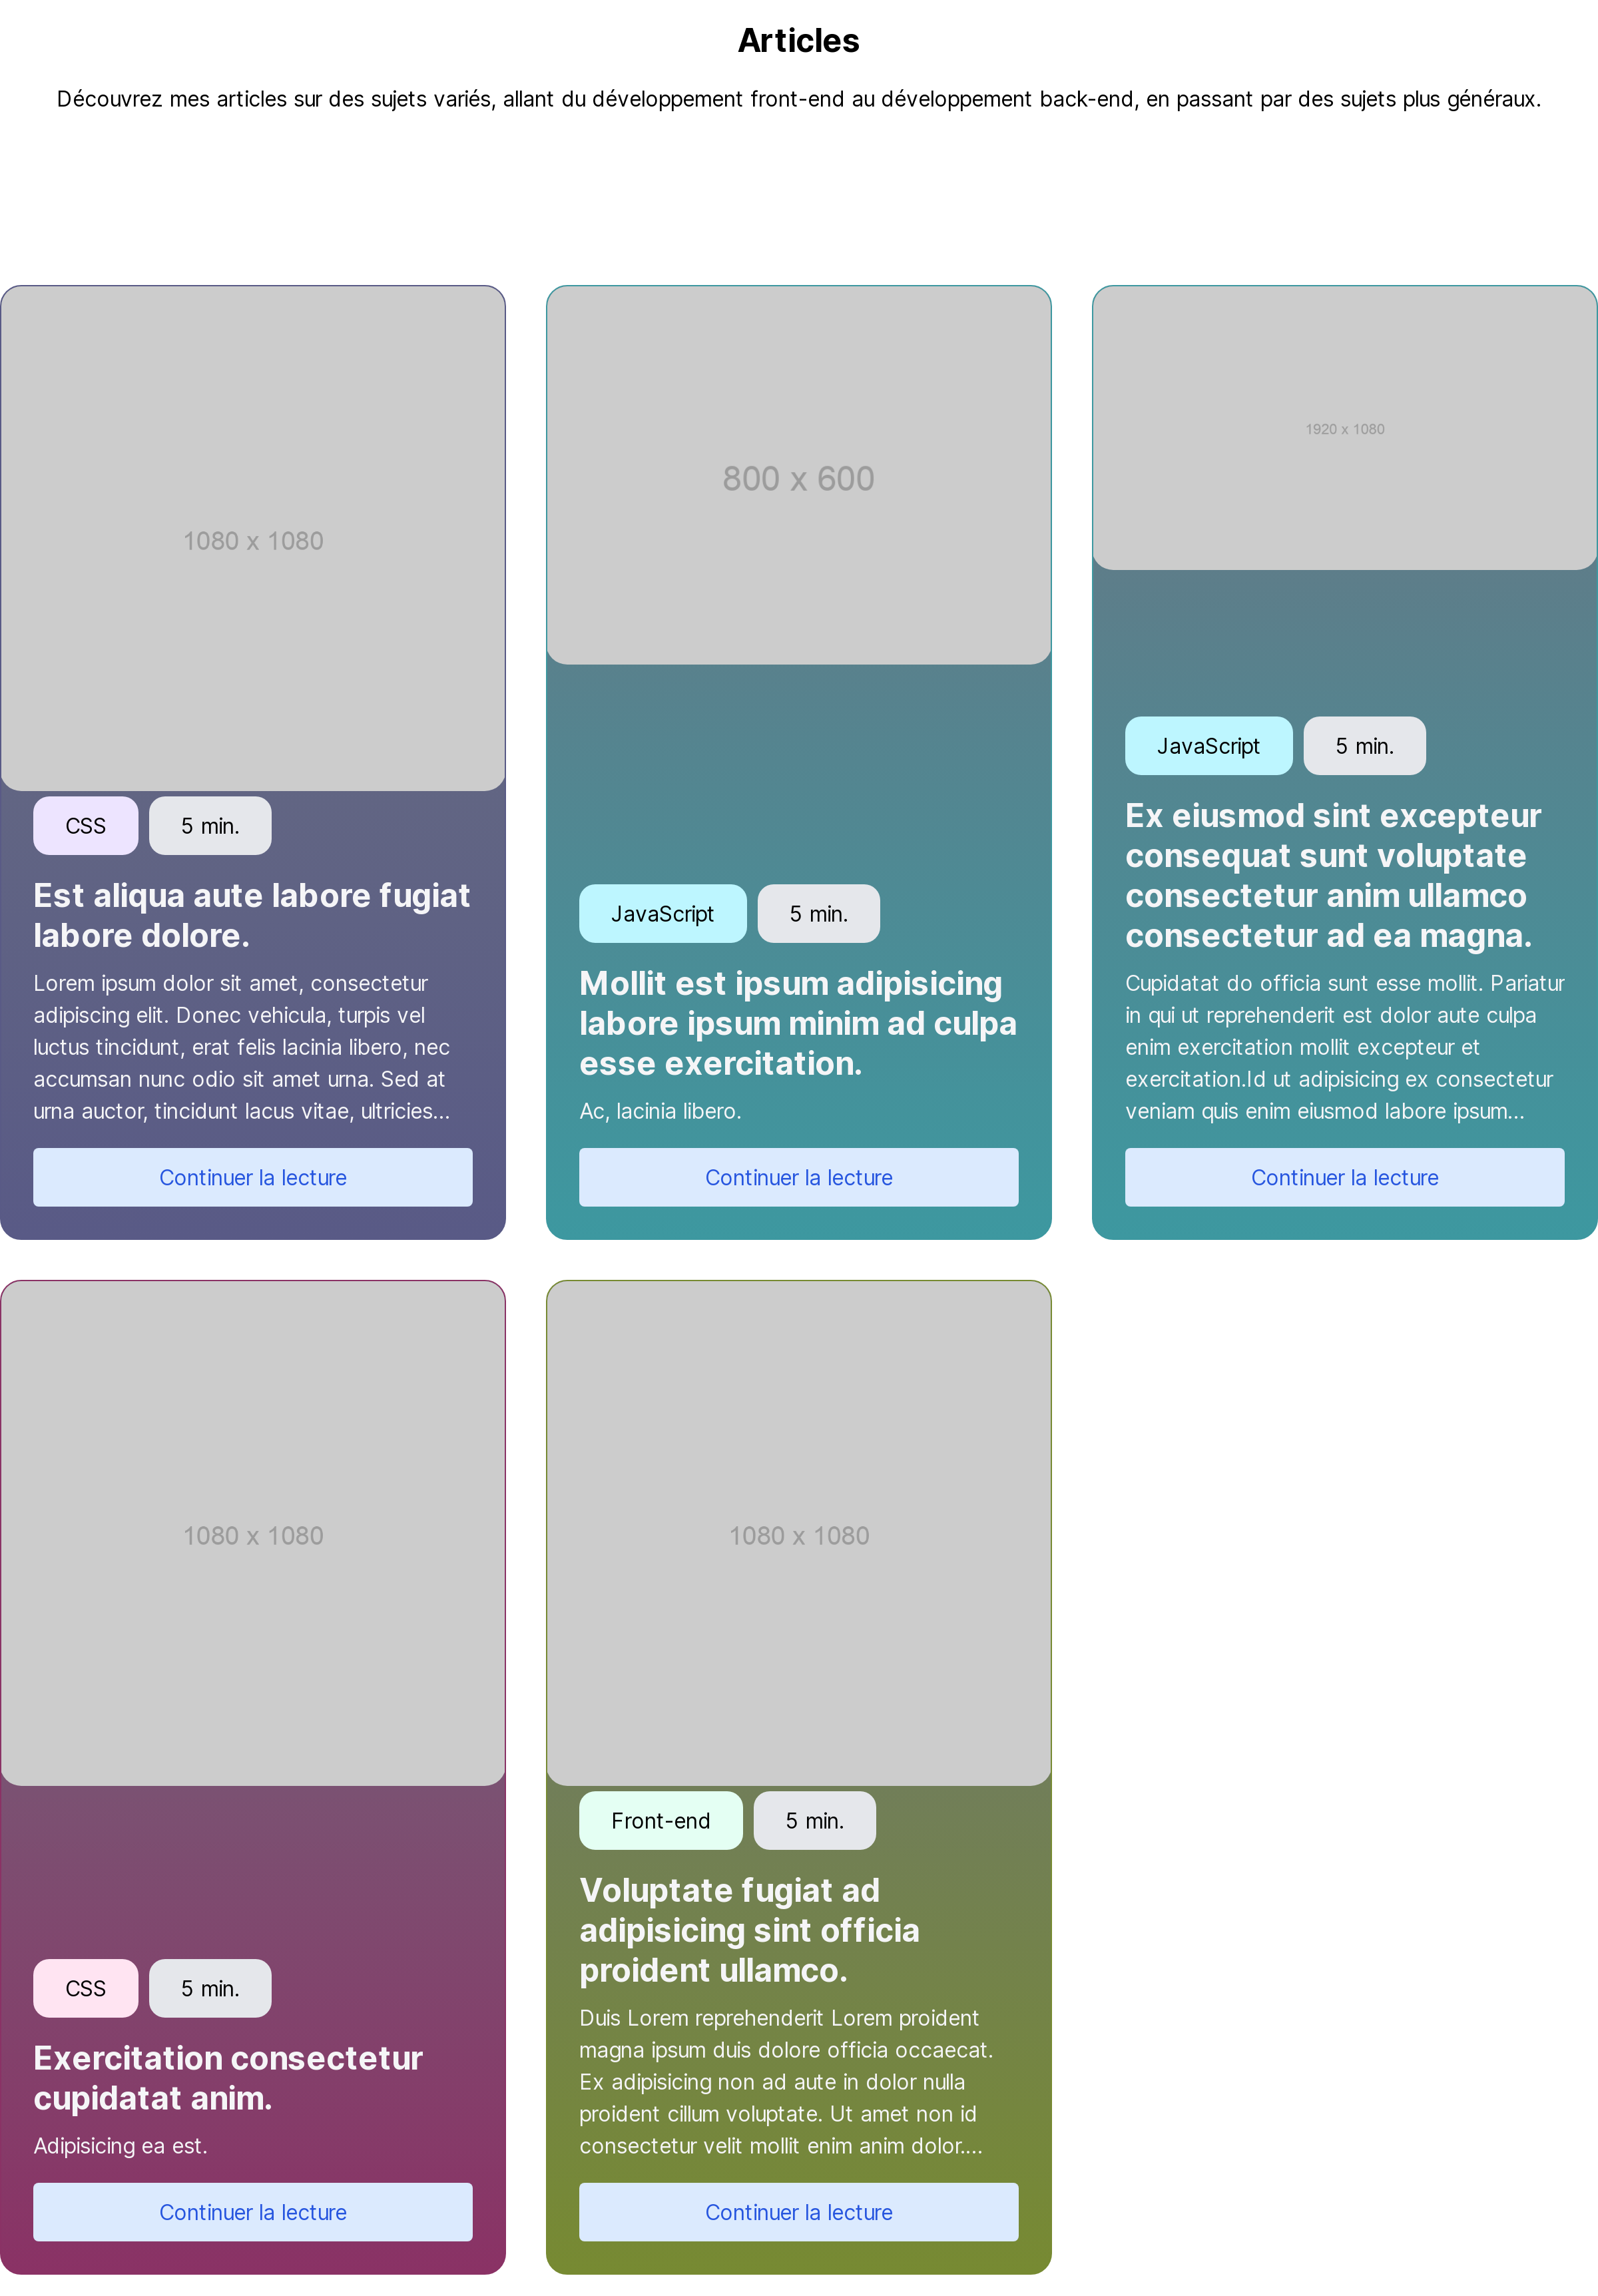 Articles
Découvrez mes articles sur des sujets variés, allant du développement front-end au développement back-end, en passant par des sujets plus généraux.
1080 x 1080
CSS
5 min.
Est aliqua aute labore fugiat
labore dolore.
Lorem ipsum dolor sit amet, consectetur
adipiscing elit. Donec vehicula, turpis vel
luctus tincidunt, erat felis lacinia libero, nec
accumsan nunc odio sit amet urna. Sed at
urna auctor, tincidunt lacus vitae, ultricies...
Continuer la lecture
800 x 600
JavaScript
5 min.
Mollit est ipsum adipisicing
labore ipsum minim ad culpa
esse exercitation.
Ac, lacinia libero.
Continuer la lecture
1920 x 1080
JavaScript
5 min.
Ex eiusmod sint excepteur
consequat sunt voluptate
consectetur anim ullamco
consectetur ad ea magna.
Cupidatat do officia sunt esse mollit. Pariatur
in qui ut reprehenderit est dolor aute culpa
enim exercitation mollit excepteur et
exercitation.Id ut adipisicing ex consectetur
veniam quis enim eiusmod labore ipsum...
Continuer la lecture
1080 x 1080
CSS
5 min.
Exercitation consectetur
cupidatat anim.
Adipisicing ea est.
Continuer la lecture
1080 x 1080
Front-end
5 min.
Voluptate fugiat ad
adipisicing sint officia
proident ullamco.
Duis Lorem reprehenderit Lorem proident
magna ipsum duis dolore officia occaecat.
Ex adipisicing non ad aute in dolor nulla
proident cillum voluptate. Ut amet non id
consectetur velit mollit enim anim dolor....
Continuer la lecture